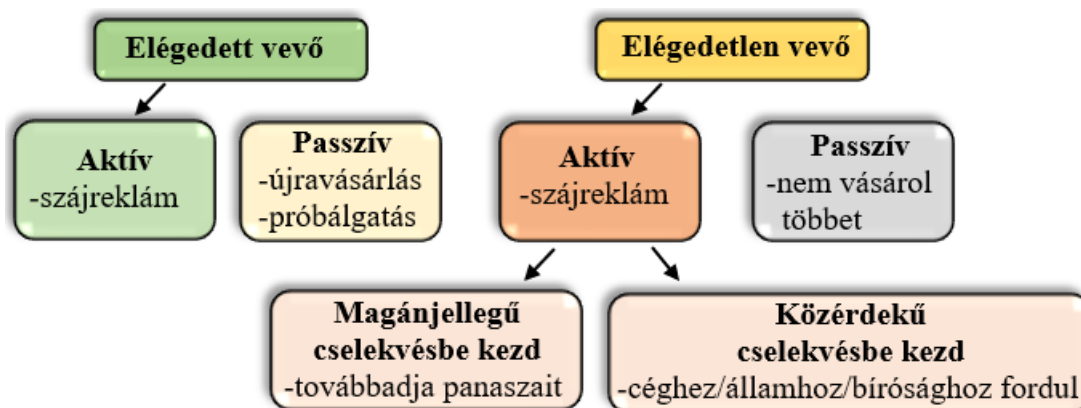 Elégedett vevő
Elégedetlen vevő
Aktív
-szájreklám
Passzív
-újravásárlás
-próbálgatás
Aktív
-szájreklám
Passzív
-nem vásárol
többet
Magánjellegű
cselekvésbe kezd
-továbbadja panaszait
Közérdekű
cselekvésbe kezd
-céghez/államhoz/bírósághoz fordul